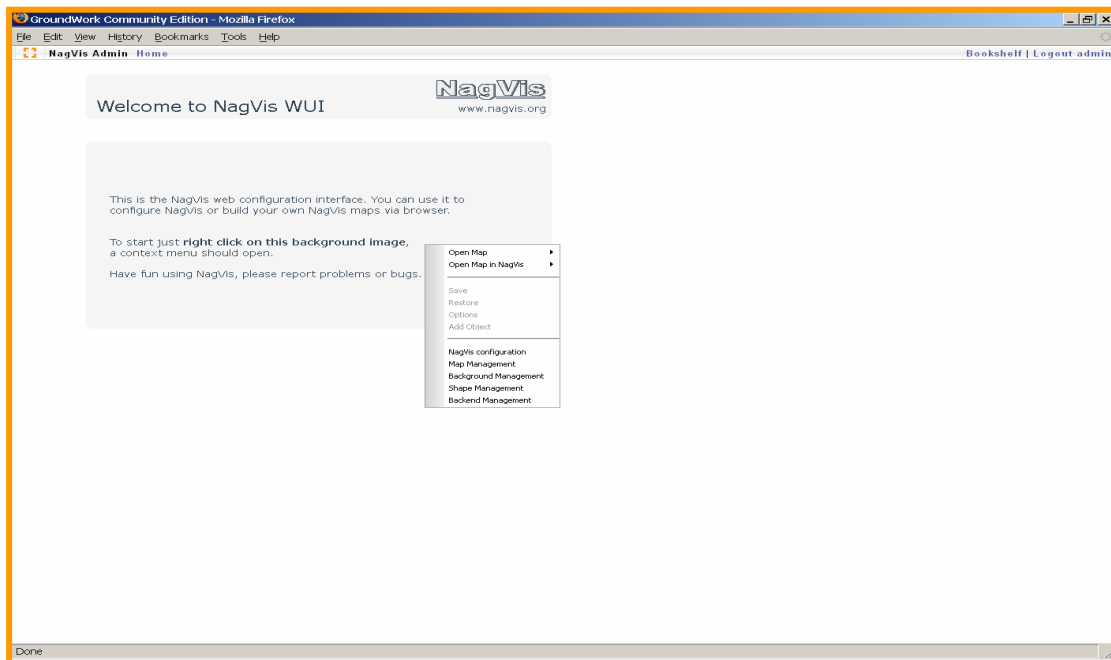 GroundWork Community Edition - Mozilla Firefox
File Edit View History Bookmarks Tools Help
NagVis Admin Home
Bookshelf | Logout admin
Welcome to NagVis WUI
NagVis
www.nagvis.org
This is the NagVis web configuration interface. You can use it to
configure NagVis or build your own NagVis maps via browser.
To start just right click on this background image,
a context menu should open.
Have fun using NagVis, please report problems or bugs.
Open Map
Open Map in NagVis
Save
Restore
Options
Add Object
NagVis configuration
Map Management
Background Management
Shape Management
Backend Management
Done